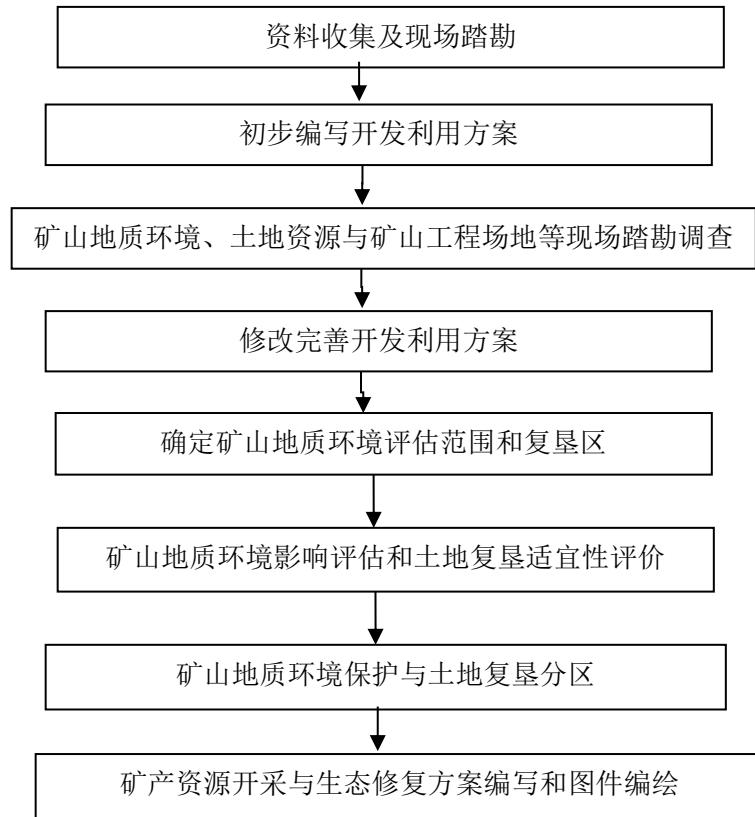 资料收集及现场踏勘
初步编写开发利用方案
矿山地质环境、土地资源与矿山工程场地等现场踏勘调查
修改完善开发利用方案
确定矿山地质环境评估范围和复垦区
矿山地质环境影响评估和土地复垦适宜性评价
矿山地质环境保护与土地复垦分区
矿产资源开采与生态修复方案编写和图件编绘